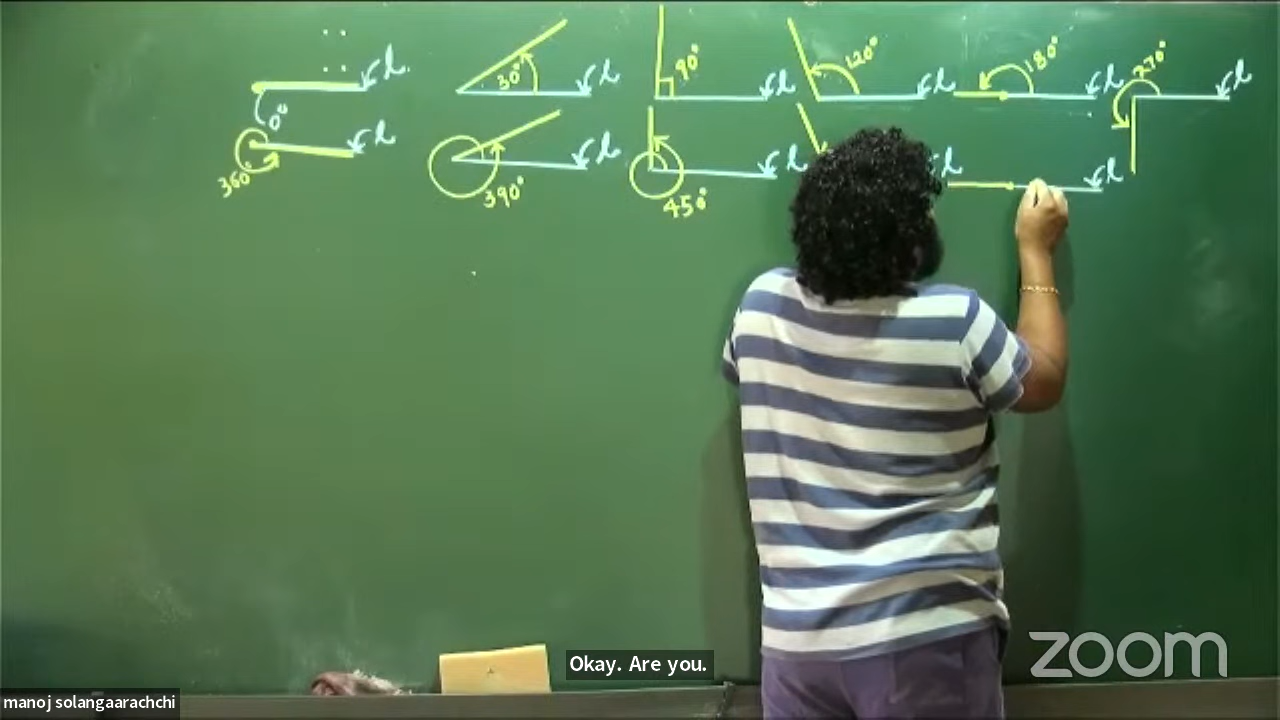 l 30° l 90° l 120° l 180° l 270° l
0°
360° l 390° l 450° l l l
Okay. Are you.
zoom
manoj solangaarachchi